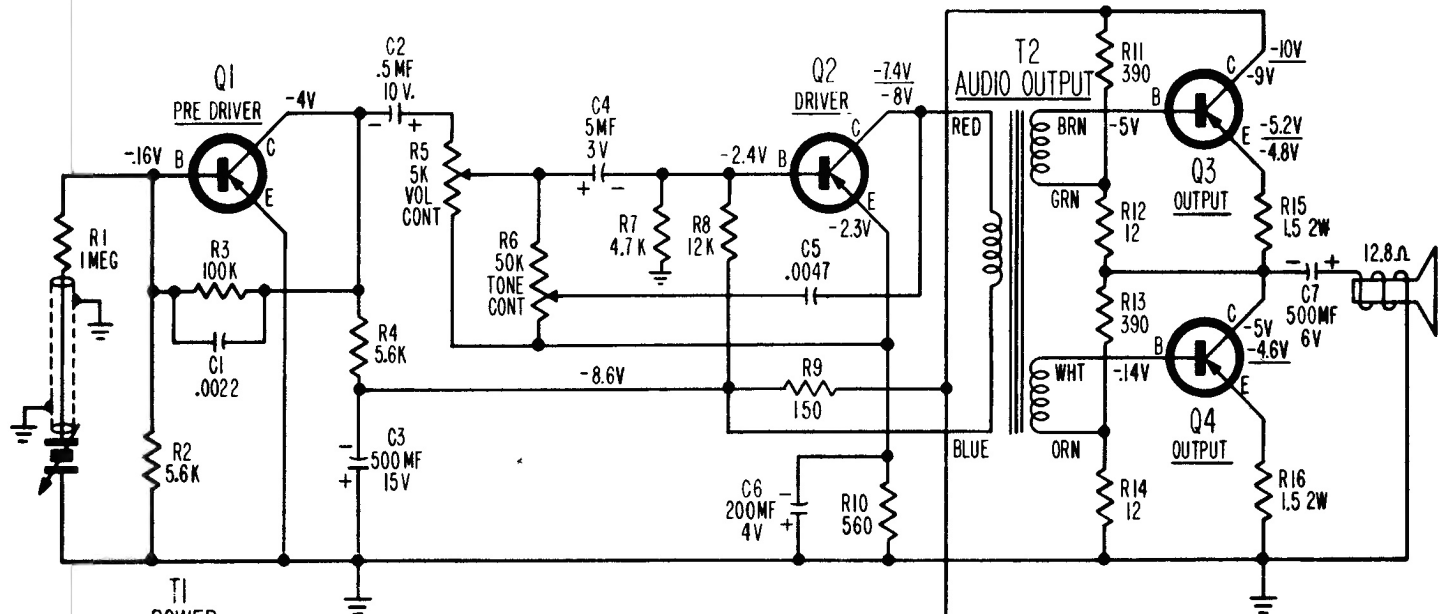 Q1
PRE DRIVER
-4V
-.16V
B
C
E
R1
1MEG
R3
100K
C1
.0022
R2
5.6K
C2
.5MF
10V.
R5
5K
VOL
CONT
R4
5.6K
C3
500MF
15V
R6
50K
TONE
CONT
C4
5MF
3V
R7
4.7K
R8
12K
-2.4V
B
Q2
DRIVER
-7.4V
-8V
C
E
-2.3V
C5
.0047
-8.6V
R9
150
C6
200MF
4V
R10
560
RED
BLUE
T2
AUDIO OUTPUT
BRN
GRN
WHT
ORN
R11
390
-5V
R12
12
R13
390
-.14V
R14
12
B
C
-10V
-9V
E
-5.2V
-4.8V
Q3
OUTPUT
R15
1.5 2W
B
C
-5V
-4.6V
E
Q4
OUTPUT
R16
1.5 2W
C7
500MF
6V
12.8Ω
T1
POWER